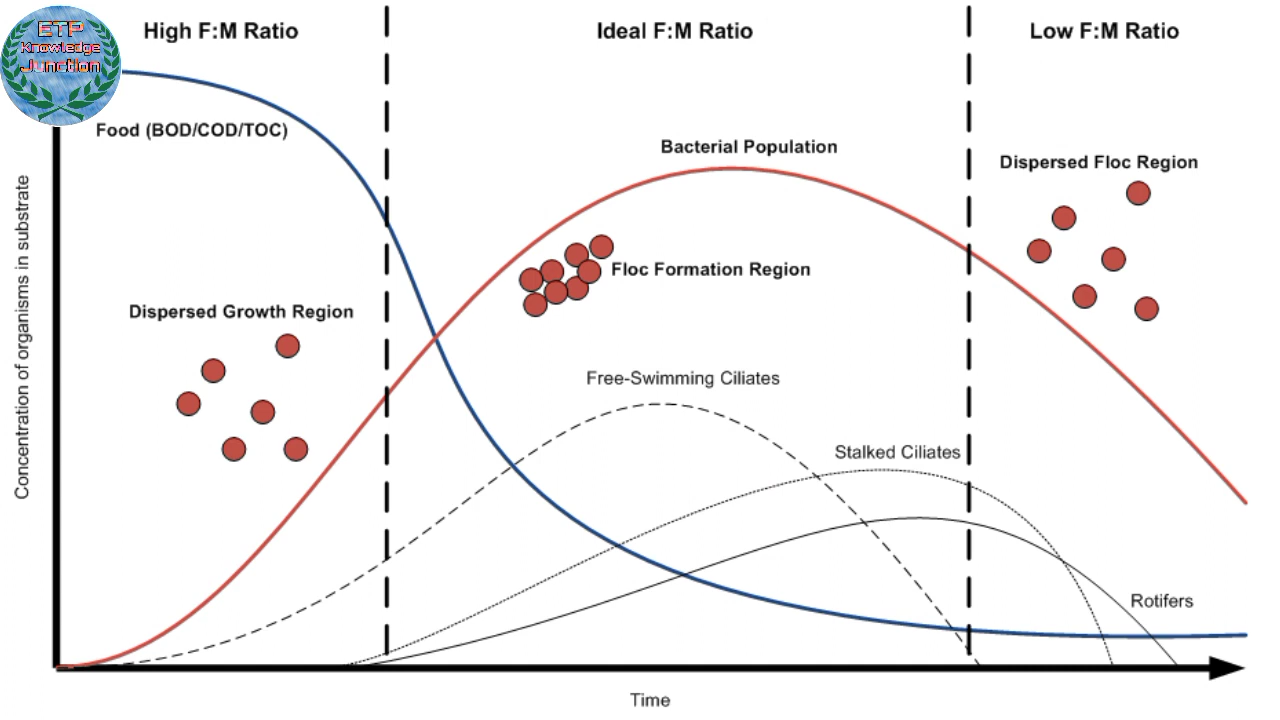 ETP
Knowledge
Junction
High F:M Ratio
Ideal F:M Ratio
Low F:M Ratio
Food (BOD/COD/TOC)
Bacterial Population
Dispersed Floc Region
Floc Formation Region
Dispersed Growth Region
Free-Swimming Ciliates
Stalked Ciliates
Rotifers
Concentration of organisms in substrate
Time